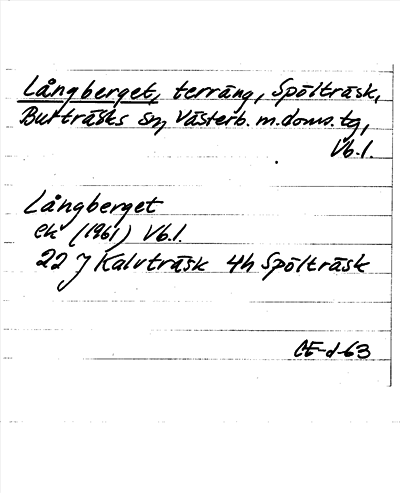 Långberget, terräng, Spölträsk,
Burträsks sn, Västerb. m. doms. tg,
Vb. l.
Långberget
ek (1961) Vb. l.
22 J Kalvträsk 4h Spölträsk
CE-d-63